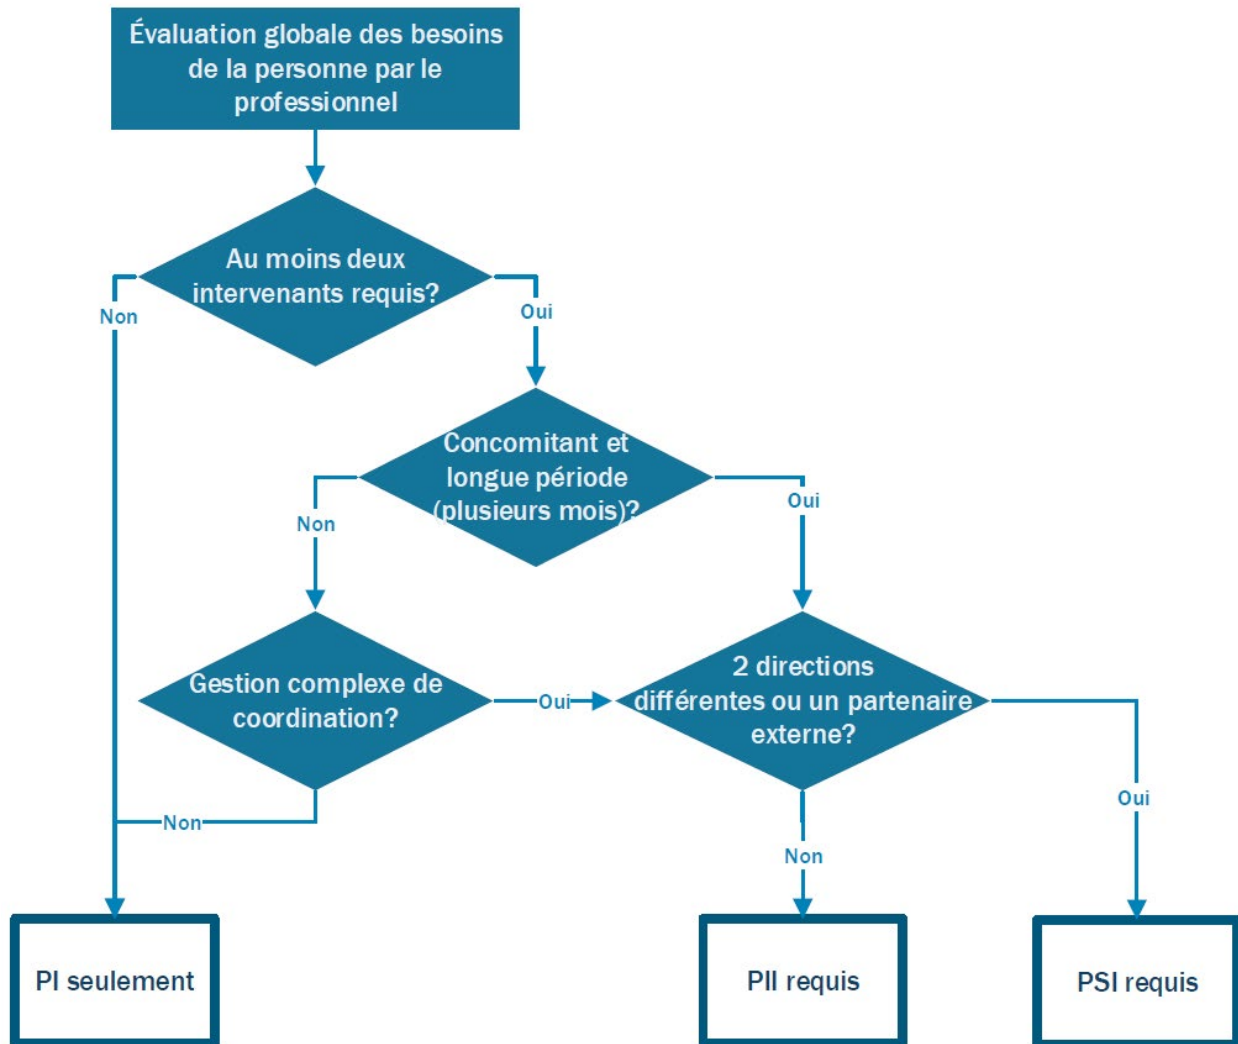 Évaluation globale des besoins
de la personne par le
professionnel
Au moins deux
intervenants requis?
Non
Oui
Concomitant et
longue période
(plusieurs mois)?
Non
Oui
Gestion complexe de
coordination?
Oui
2 directions
différentes ou un partenaire
externe?
Non
Non
Oui
PI seulement
PII requis
PSI requis